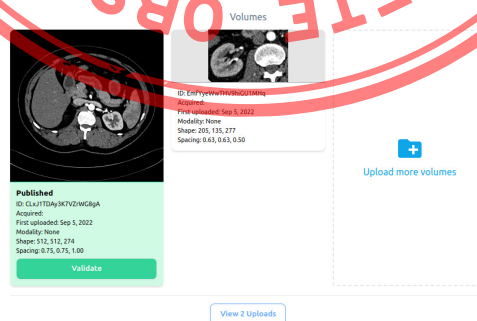 Volumes
Published
ID: CLxJ1TDAy3K7VZrWG8gA
Acquired:
First uploaded: Sep 5, 2022
Modality: None
Shape: 512, 512, 274
Spacing: 0.75, 0.75, 1.00
Validate
ID: EmfYyeWwTHV9hiGU1MHq
Acquired:
First uploaded: Sep 5, 2022
Modality: None
Shape: 205, 135, 277
Spacing: 0.63, 0.63, 0.50
Upload more volumes
View 2 Uploads